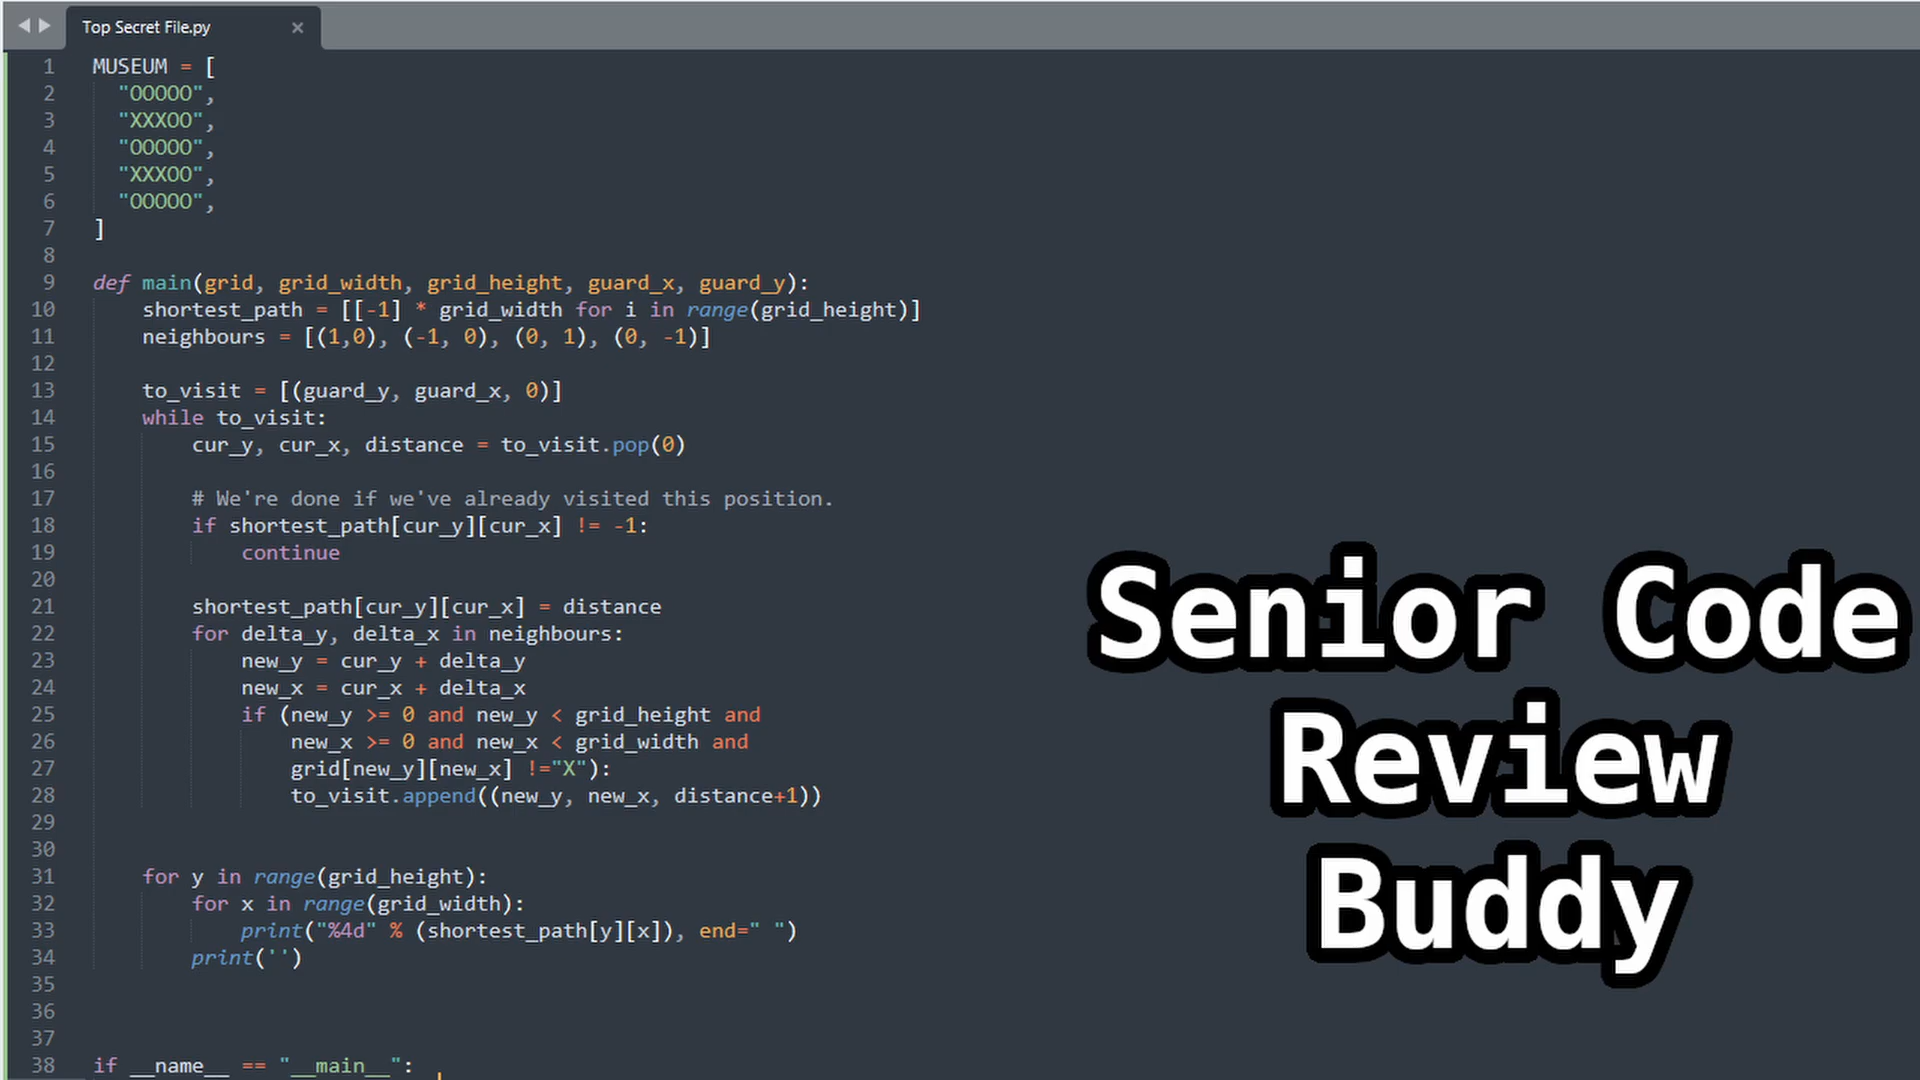 Top Secret File.py
1 MUSEUM = [
2   "OOOOO",
3   "XXXOO",
4   "OOOOO",
5   "XXXOO",
6   "OOOOO",
7 ]
8
9 def main(grid, grid_width, grid_height, guard_x, guard_y):
10     shortest_path = [[-1] * grid_width for i in range(grid_height)]
11     neighbours = [(1,0), (-1, 0), (0, 1), (0, -1)]
12
13     to_visit = [(guard_y, guard_x, 0)]
14     while to_visit:
15         cur_y, cur_x, distance = to_visit.pop(0)
16
17         # We're done if we've already visited this position.
18         if shortest_path[cur_y][cur_x] != -1:
19             continue
20
21         shortest_path[cur_y][cur_x] = distance
22         for delta_y, delta_x in neighbours:
23             new_y = cur_y + delta_y
24             new_x = cur_x + delta_x
25             if (new_y >= 0 and new_y < grid_height and
26                 new_x >= 0 and new_x < grid_width and
27                 grid[new_y][new_x] !="X"):
28                 to_visit.append((new_y, new_x, distance+1))
29
30
31     for y in range(grid_height):
32         for x in range(grid_width):
33             print("%4d" % (shortest_path[y][x]), end=" ")
34         print('')
35
36
37
38 if __name__ == "__main__":
Senior Code
Review
Buddy